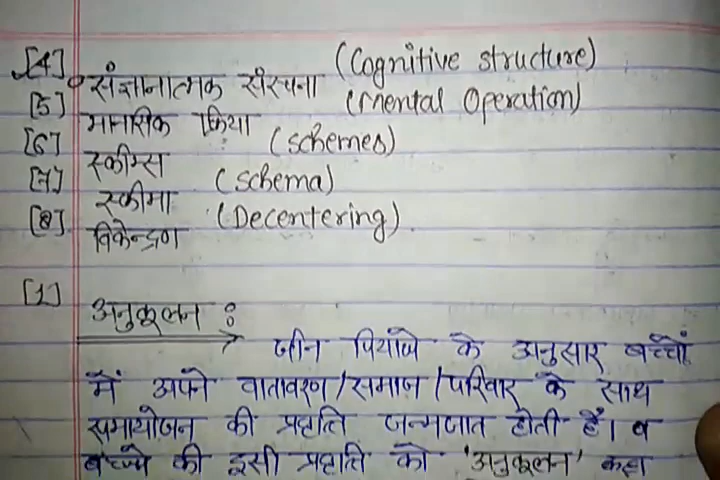 [4] संज्ञानात्मक संरचना (Cognitive structure)
[5] मानसिक क्रिया (Mental Operation)
[6] स्कीम्स (Schemes)
[7] स्कीमा (Schema)
[8] विकेन्द्रण (Decentering)
[1] अनुकूलन :
जीन पियाजे के अनुसार बच्चों
में अपने वातावरण/समाज/परिवार के साथ
समायोजन की प्रवृत्ति जन्मजात होती है। व
बच्चे की इसी प्रवृत्ति को 'अनुकूलन' कहा